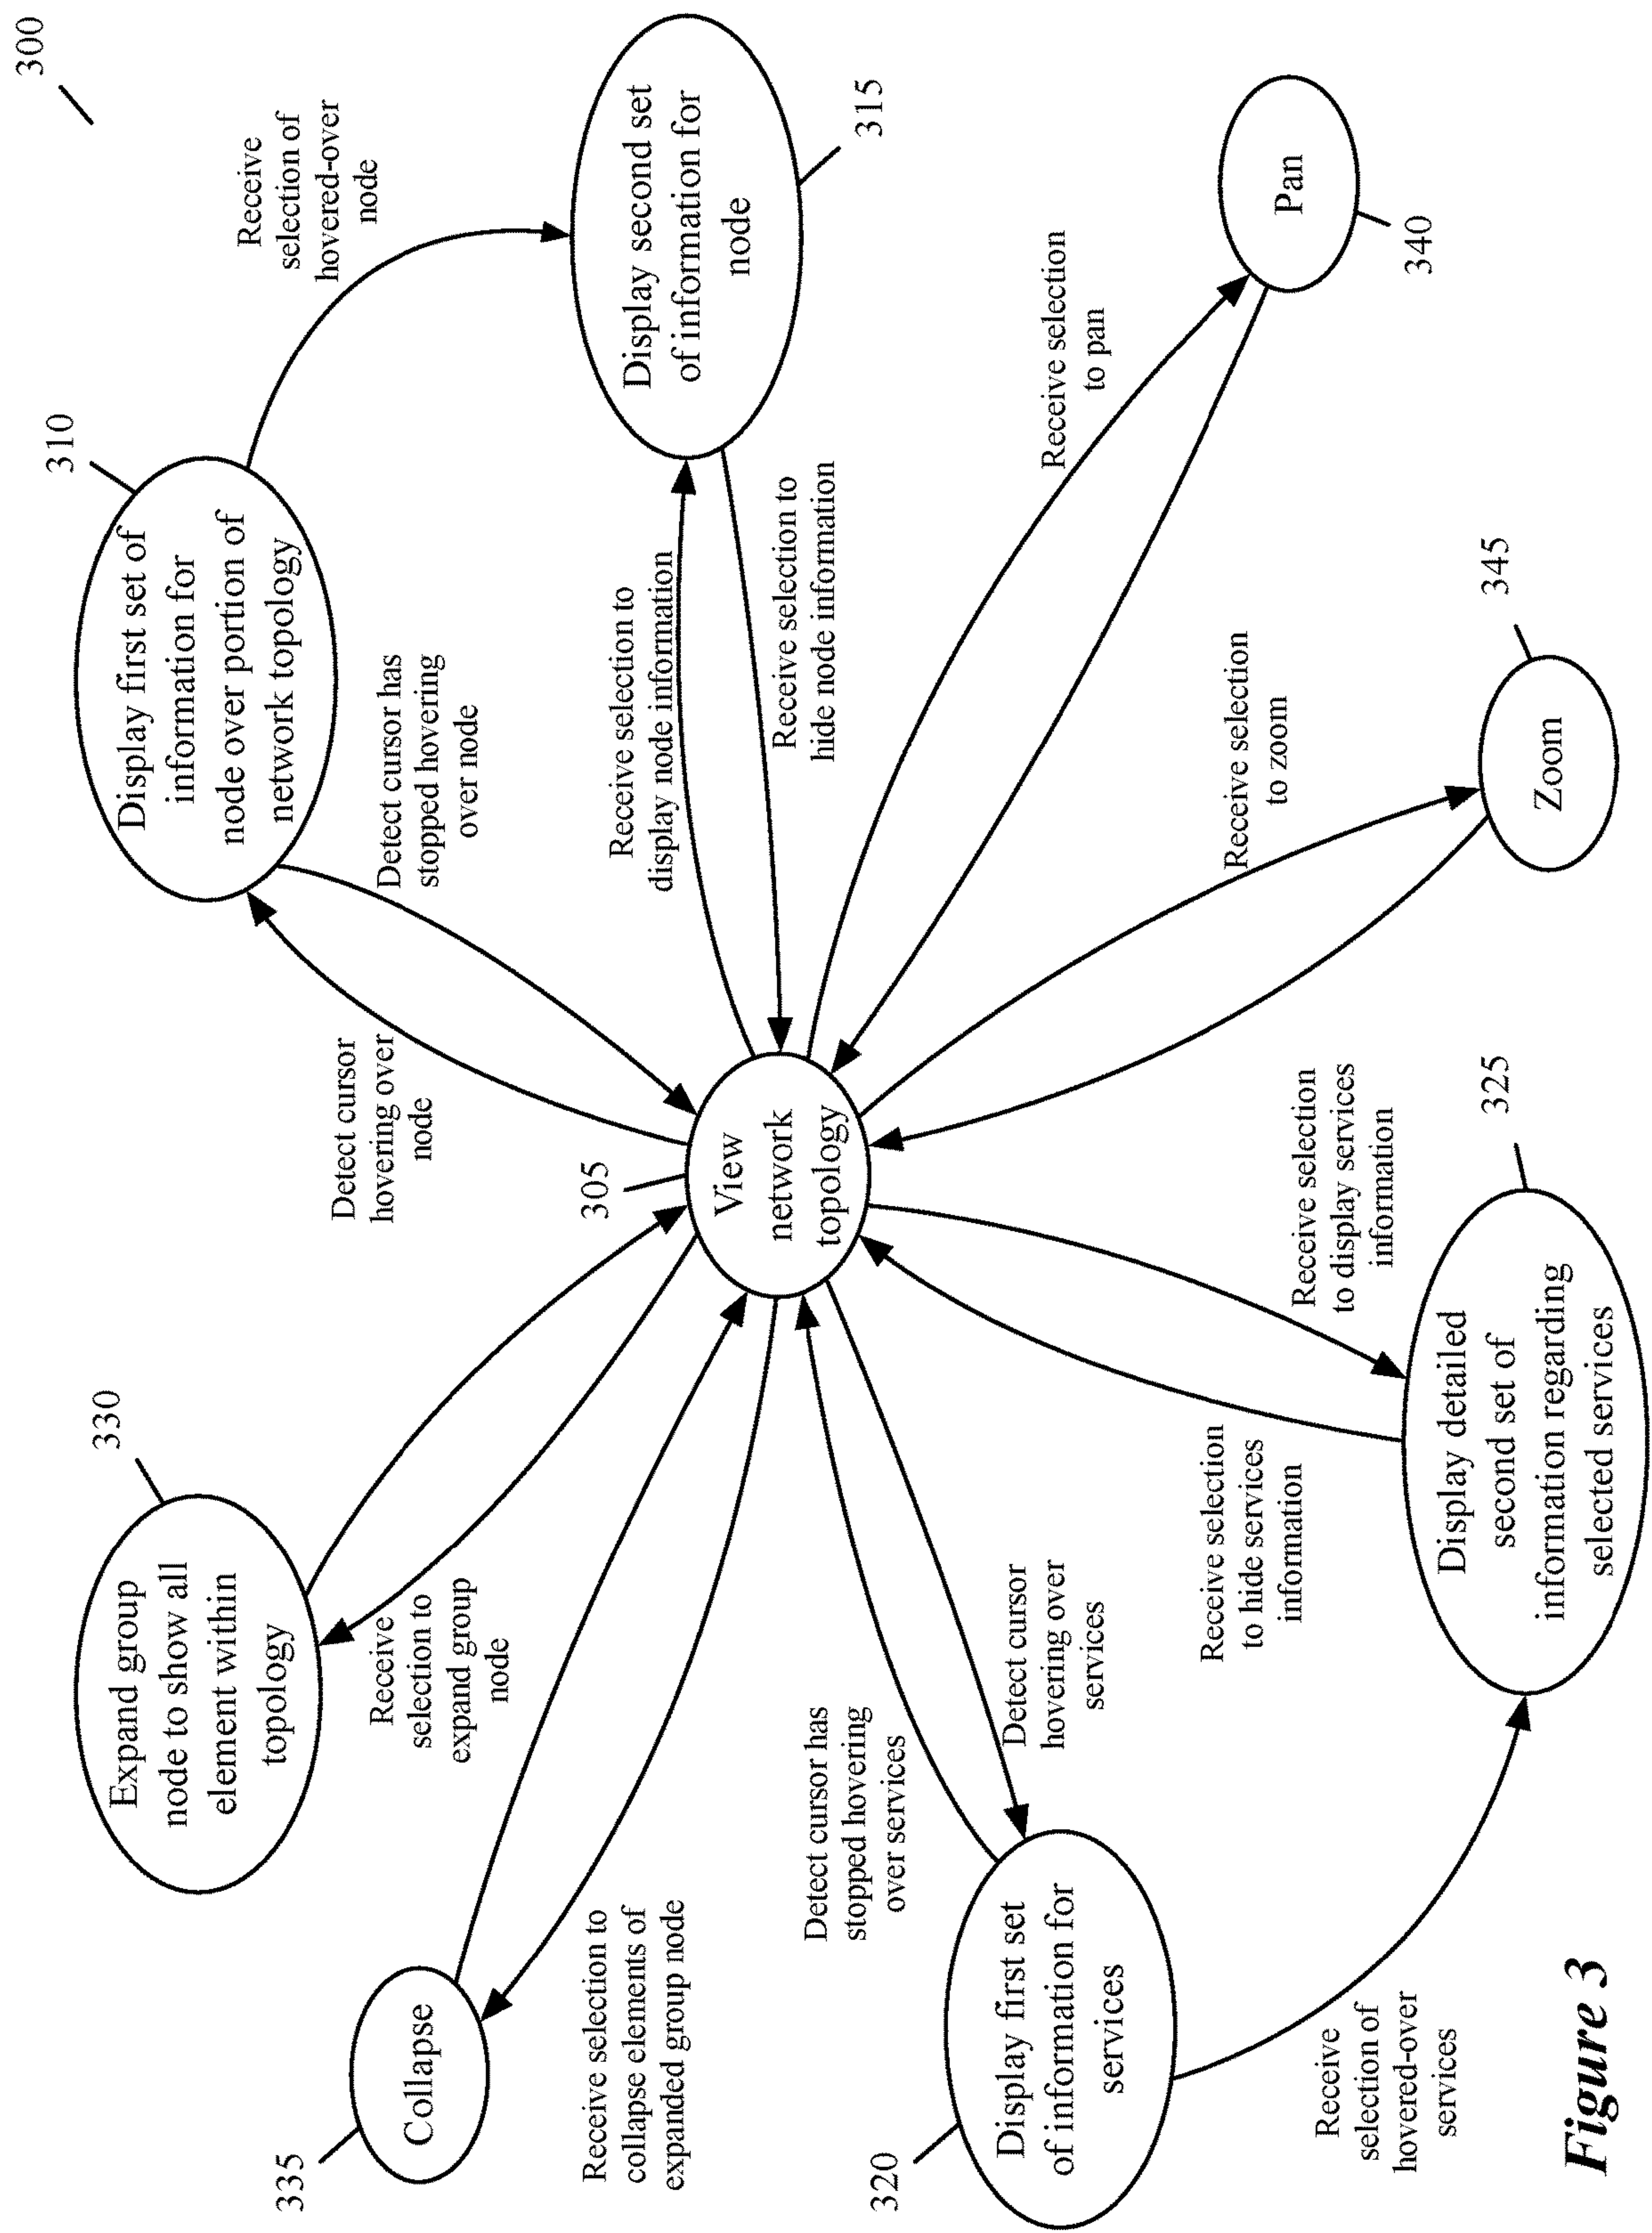 300
330
Expand group
node to show all
element within
topology
310
Display first set of
information for
node over portion of
network topology
Receive
selection of
hovered-over
node
335
Collapse
Receive
selection to
expand group
node
Detect cursor
hovering over
node
Detect cursor has
stopped hovering
over node
Receive selection to
collapse elements of
expanded group node
305
View
network
topology
Receive selection to
display node information
Receive selection to
hide node information
Display second set
of information for
node
315
Detect cursor has
stopped hovering
over services
320
Display first set
of information for
services
Detect cursor
hovering over
services
Receive selection
to pan
Pan
340
Receive selection
to hide services
information
Receive selection
to display services
information
Receive selection
to zoom
345
Zoom
Receive
selection of
hovered-over
services
325
Display detailed
second set of
information regarding
selected services
Figure 3